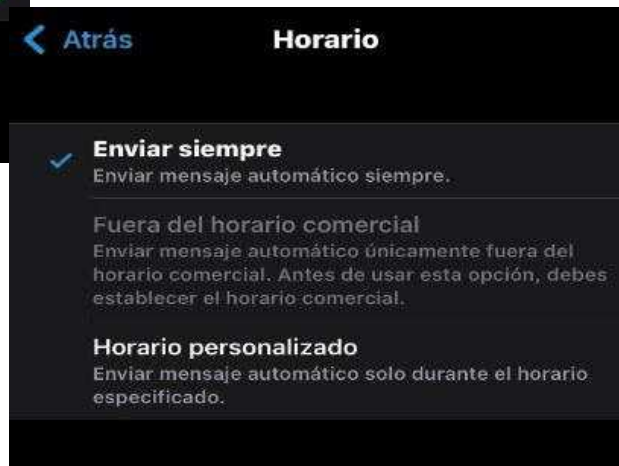 Atrás
Horario
Enviar siempre
Enviar mensaje automático siempre.
Fuera del horario comercial
Enviar mensaje automático únicamente fuera del
horario comercial. Antes de usar esta opción, debes
establecer el horario comercial.
Horario personalizado
Enviar mensaje automático solo durante el horario
especificado.